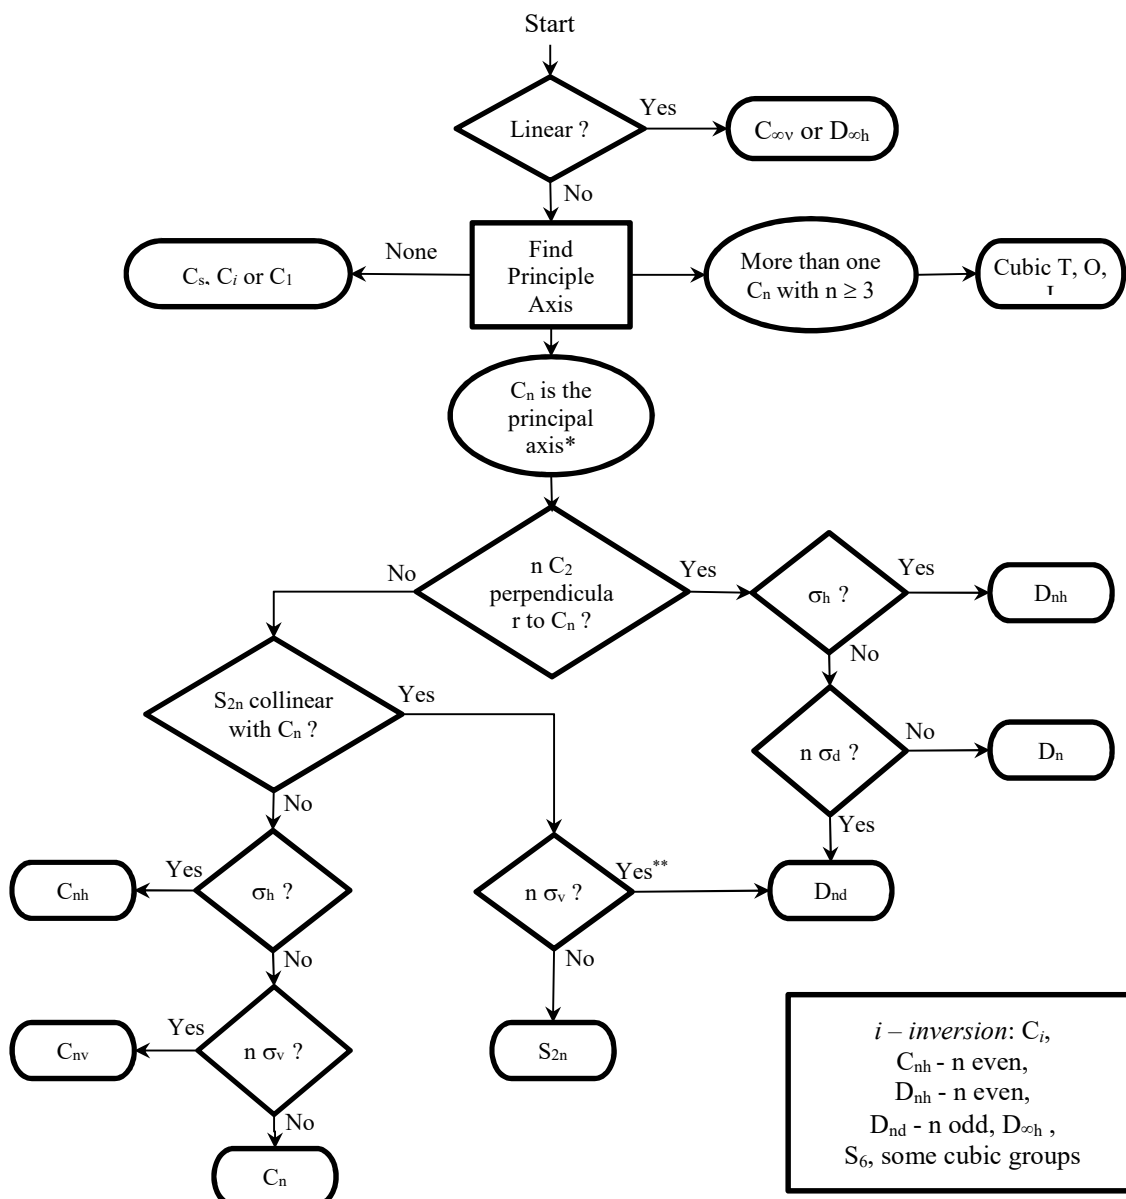 Start
Linear ?
Yes
C∞v or D∞h
No
None
Cs, Ci or C1
Find
Principle
Axis
More than one
Cn with n ≥ 3
Cubic T, O,
Cn is the
principal
axis*
n C2
perpendicula
r to Cn ?
No
Yes
σh ?
Yes
Dnh
No
S2n collinear
with Cn ?
Yes
n σd ?
No
Dn
No
Yes
σh ?
Yes
Cnh
n σv ?
Yes**
Dnd
No
No
n σv ?
Yes
Cnv
S2n
No
Cn
i – inversion: Ci,
Cnh - n even,
Dnh - n even,
Dnd - n odd, D∞h ,
S6, some cubic groups